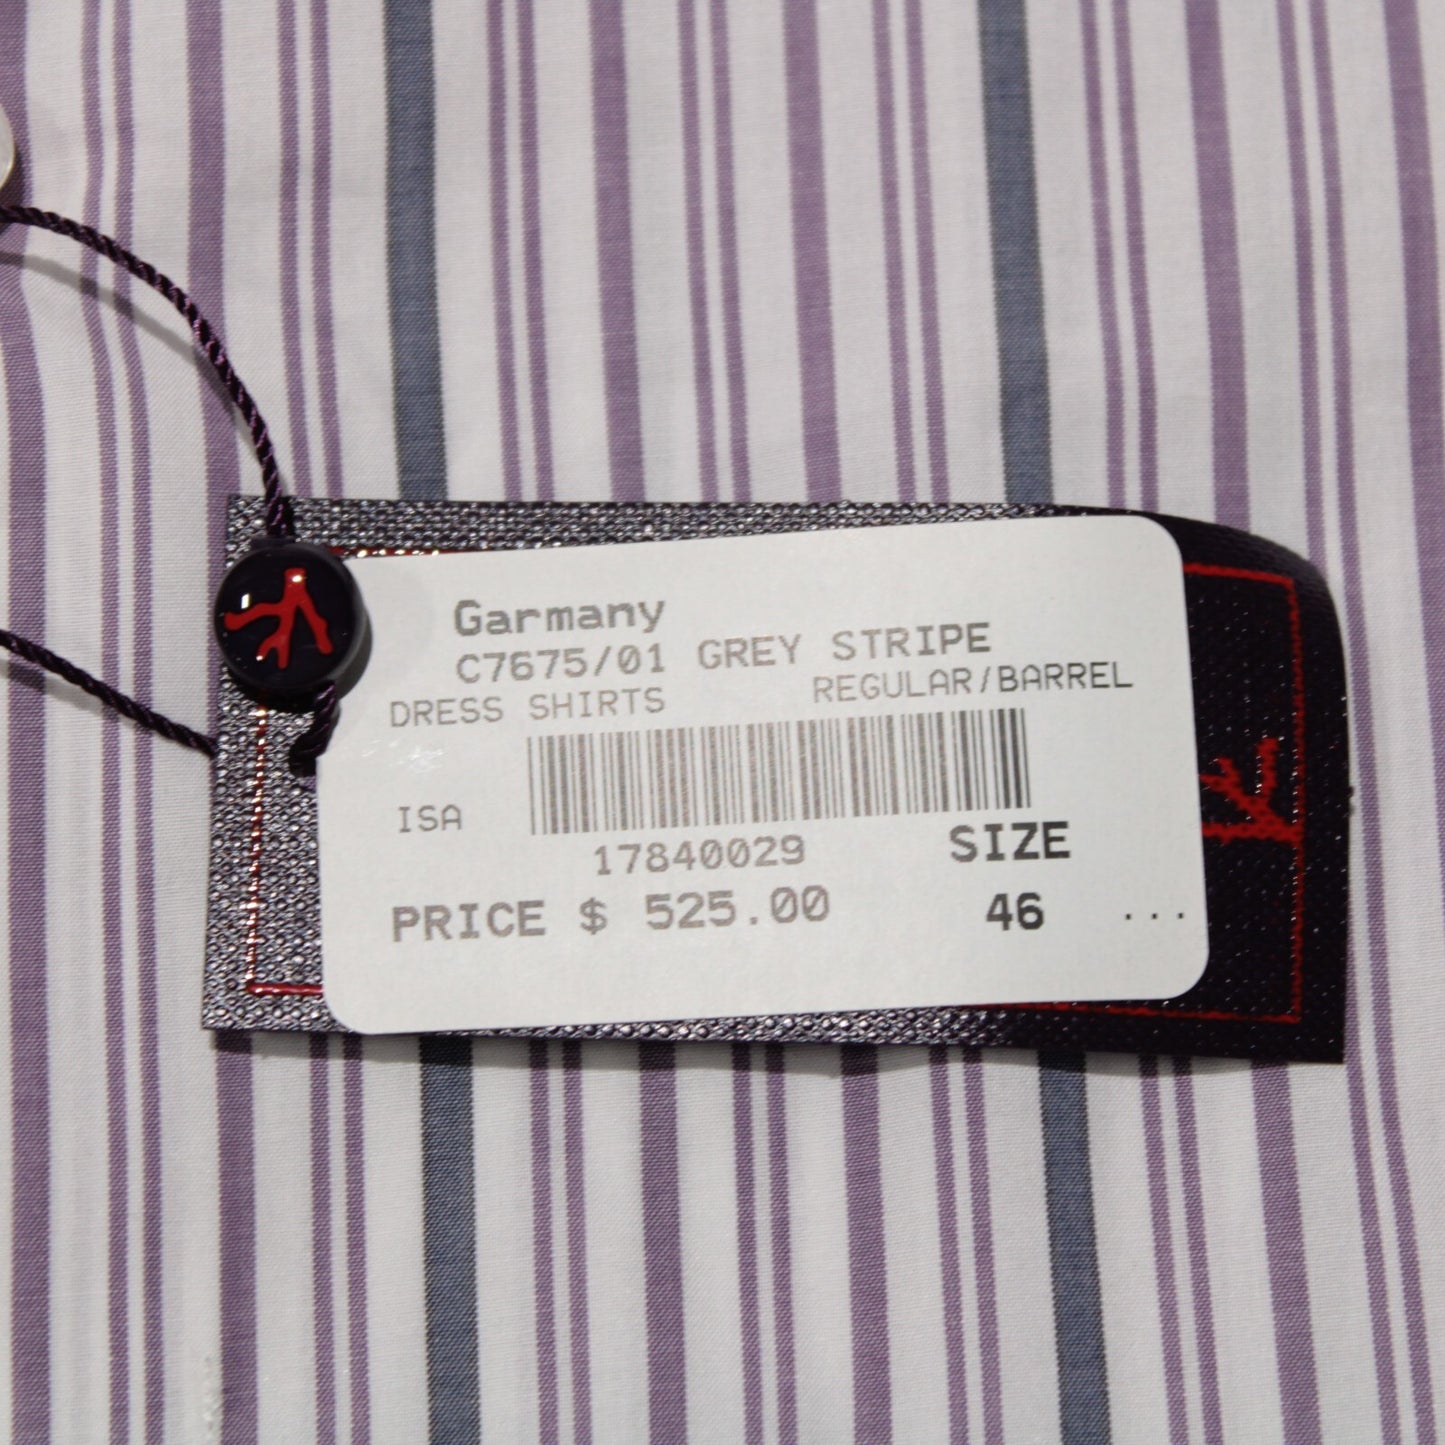 Garmany
C7675/01 GREY STRIPE
DRESS SHIRTS REGULAR/BARREL
ISA
17840029 SIZE
PRICE $ 525.00 46 ...